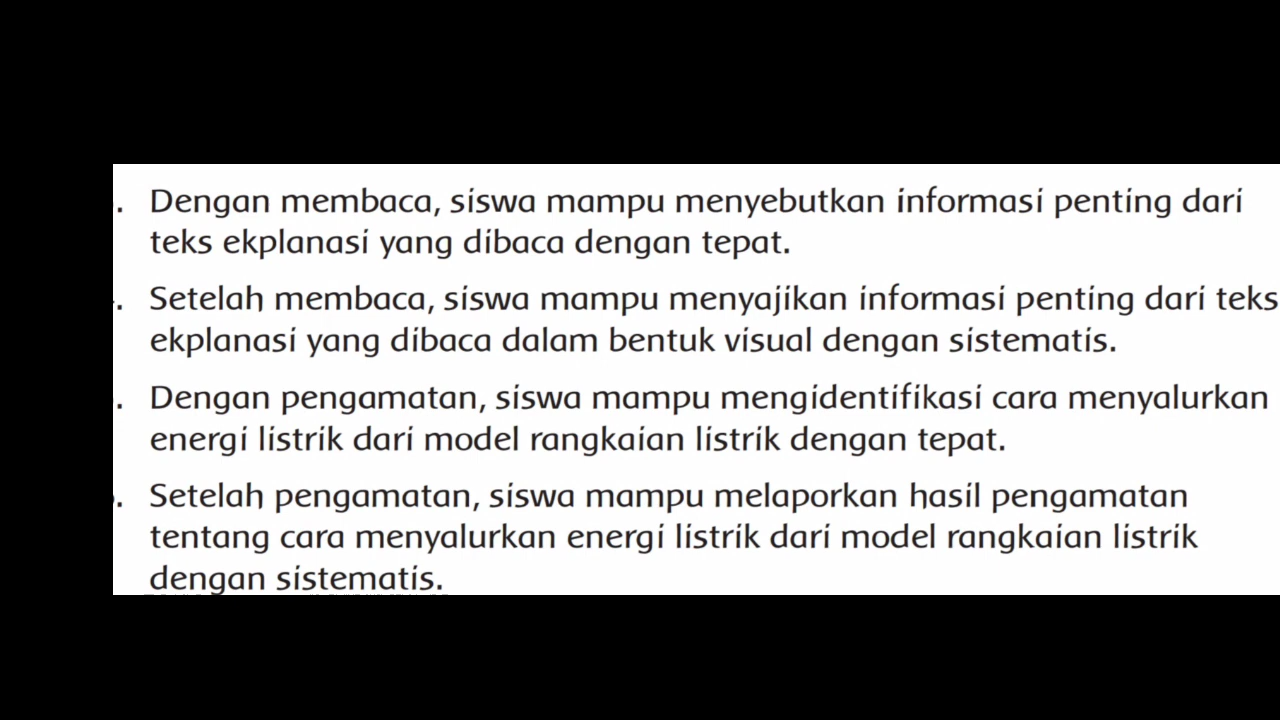 . Dengan membaca, siswa mampu menyebutkan informasi penting dari
teks ekplanasi yang dibaca dengan tepat.
. Setelah membaca, siswa mampu menyajikan informasi penting dari teks
ekplanasi yang dibaca dalam bentuk visual dengan sistematis.
. Dengan pengamatan, siswa mampu mengidentifikasi cara menyalurkan
energi listrik dari model rangkaian listrik dengan tepat.
. Setelah pengamatan, siswa mampu melaporkan hasil pengamatan
tentang cara menyalurkan energi listrik dari model rangkaian listrik
dengan sistematis.